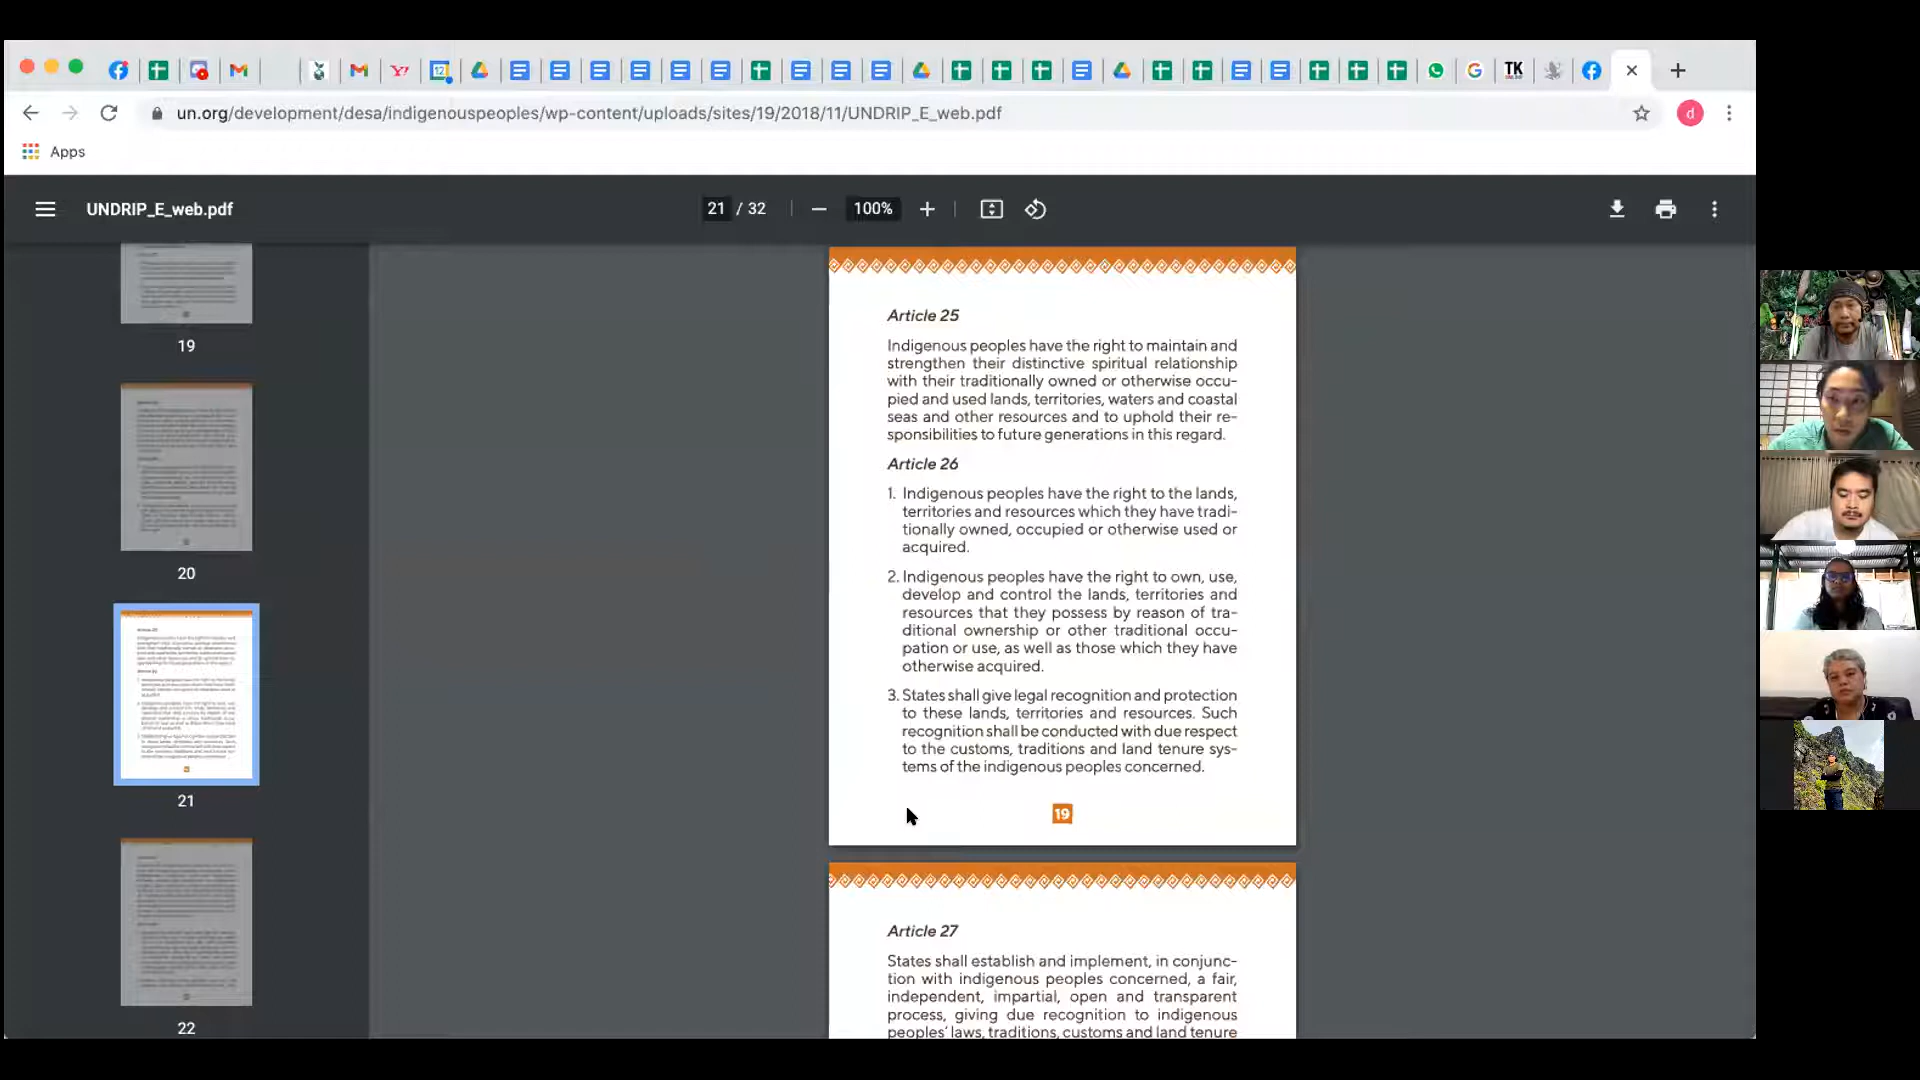 12
TK
un.org/development/desa/indigenouspeoples/wp-content/uploads/sites/19/2018/11/UNDRIP_E_web.pdf
d
Apps
UNDRIP_E_web.pdf
21 / 32
100%
19
20
21
22
Article 25
Indigenous peoples have the right to maintain and
strengthen their distinctive spiritual relationship
with their traditionally owned or otherwise occu-
pied and used lands, territories, waters and coastal
seas and other resources and to uphold their re-
sponsibilities to future generations in this regard.
Article 26
1. Indigenous peoples have the right to the lands,
territories and resources which they have tradi-
tionally owned, occupied or otherwise used or
acquired.
2. Indigenous peoples have the right to own, use,
develop and control the lands, territories and
resources that they possess by reason of tra-
ditional ownership or other traditional occu-
pation or use, as well as those which they have
otherwise acquired.
3. States shall give legal recognition and protection
to these lands, territories and resources. Such
recognition shall be conducted with due respect
to the customs, traditions and land tenure sys-
tems of the indigenous peoples concerned.
19
Article 27
States shall establish and implement, in conjunc-
tion with indigenous peoples concerned, a fair,
independent, impartial, open and transparent
process, giving due recognition to indigenous
peoples' laws, traditions, customs and land tenure